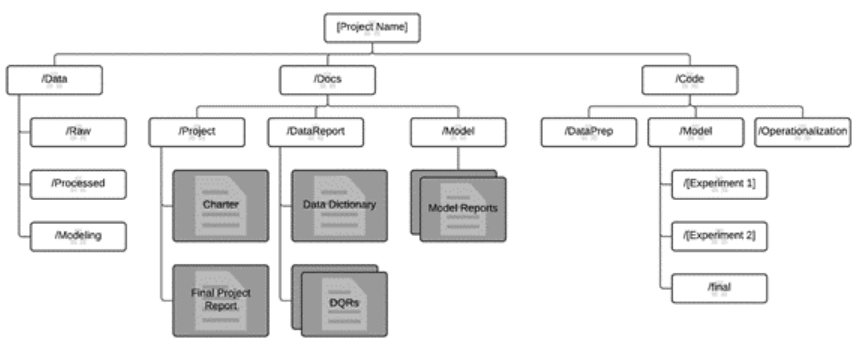 [Project Name]
/Data
/Docs
/Code
/Raw
/Project
/DataReport
/Model
/DataPrep
/Model
/Operationalization
/Processed
Charter
Data Dictionary
Model Reports
/[Experiment 1]
/Modeling
/[Experiment 2]
Final Project
Report
DQRs
/final